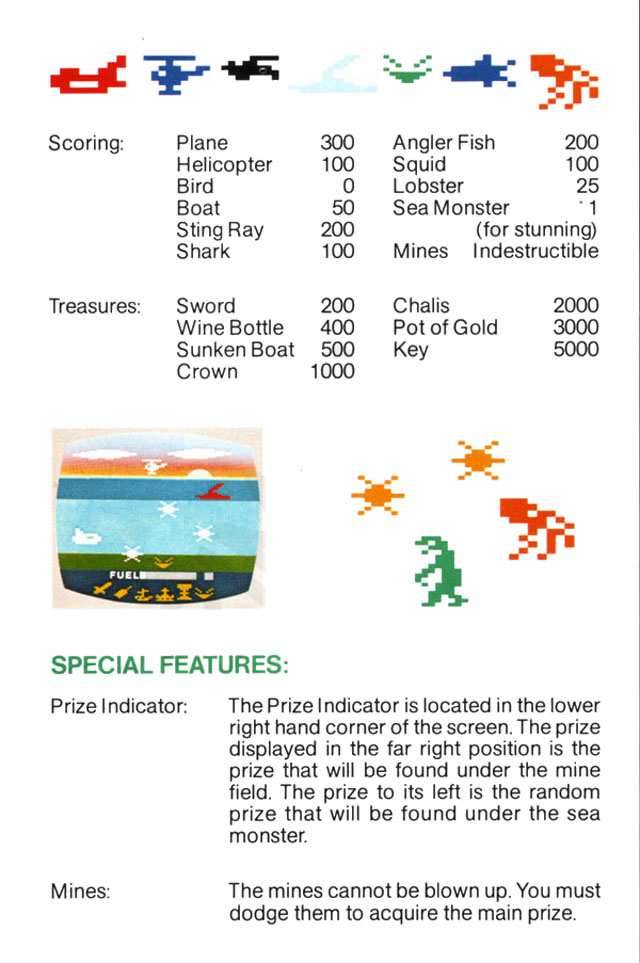 Scoring: Plane 300 Angler Fish 200
Helicopter 100 Squid 100
Bird 0 Lobster 25
Boat 50 Sea Monster 1
Sting Ray 200 (for stunning)
Shark 100 Mines Indestructible
Treasures: Sword 200 Chalis 2000
Wine Bottle 400 Pot of Gold 3000
Sunken Boat 500 Key 5000
Crown 1000
FUEL
SPECIAL FEATURES:
Prize Indicator: The Prize Indicator is located in the lower
right hand corner of the screen. The prize
displayed in the far right position is the
prize that will be found under the mine
field. The prize to its left is the random
prize that will be found under the sea
monster.
Mines: The mines cannot be blown up. You must
dodge them to acquire the main prize.